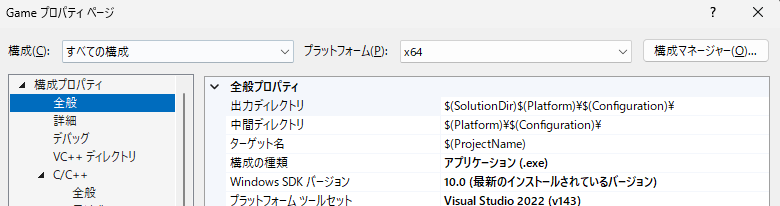 Game プロパティ ページ ? ×
構成(C): すべての構成 プラットフォーム(P): x64 構成マネージャー(O)...
構成プロパティ
全般
詳細
デバッグ
VC++ ディレクトリ
C/C++
全般
全般プロパティ
出力ディレクトリ $(SolutionDir)$(Platform)¥$(Configuration)¥
中間ディレクトリ $(Platform)¥$(Configuration)¥
ターゲット名 $(ProjectName)
構成の種類 アプリケーション (.exe)
Windows SDK バージョン 10.0 (最新のインストールされているバージョン)
プラットフォーム ツールセット Visual Studio 2022 (v143)